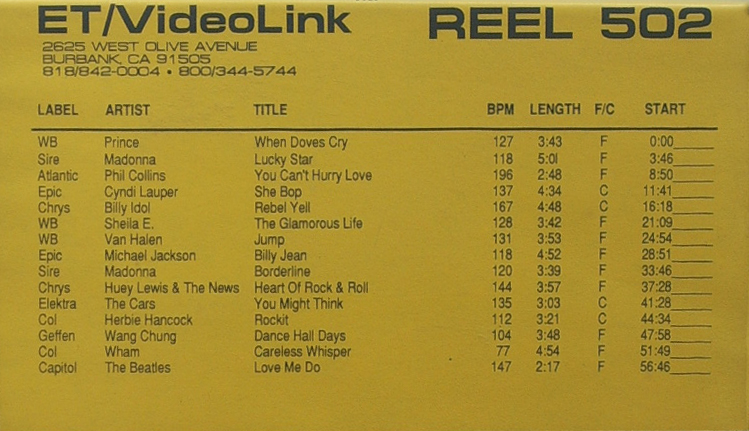 ET/VideoLink REEL 502
2625 WEST OLIVE AVENUE
BURBANK, CA 91505
818/842-0004 • 800/344-5744
LABEL ARTIST TITLE BPM LENGTH F/C START
WB Prince When Doves Cry 127 3:43 F 0:00
Sire Madonna Lucky Star 118 5:01 F 3:46
Atlantic Phil Collins You Can't Hurry Love 196 2:48 F 8:50
Epic Cyndi Lauper She Bop 137 4:34 C 11:41
Chrys Billy Idol Rebel Yell 167 4:48 C 16:18
WB Sheila E. The Glamorous Life 128 3:42 F 21:09
WB Van Halen Jump 131 3:53 F 24:54
Epic Michael Jackson Billy Jean 118 4:52 F 28:51
Sire Madonna Borderline 120 3:39 F 33:46
Chrys Huey Lewis & The News Heart Of Rock & Roll 144 3:57 F 37:28
Elektra The Cars You Might Think 135 3:03 C 41:28
Col Herbie Hancock Rockit 112 3:21 C 44:34
Geffen Wang Chung Dance Hall Days 104 3:48 F 47:58
Col Wham Careless Whisper 77 4:54 F 51:49
Capitol The Beatles Love Me Do 147 2:17 F 56:46